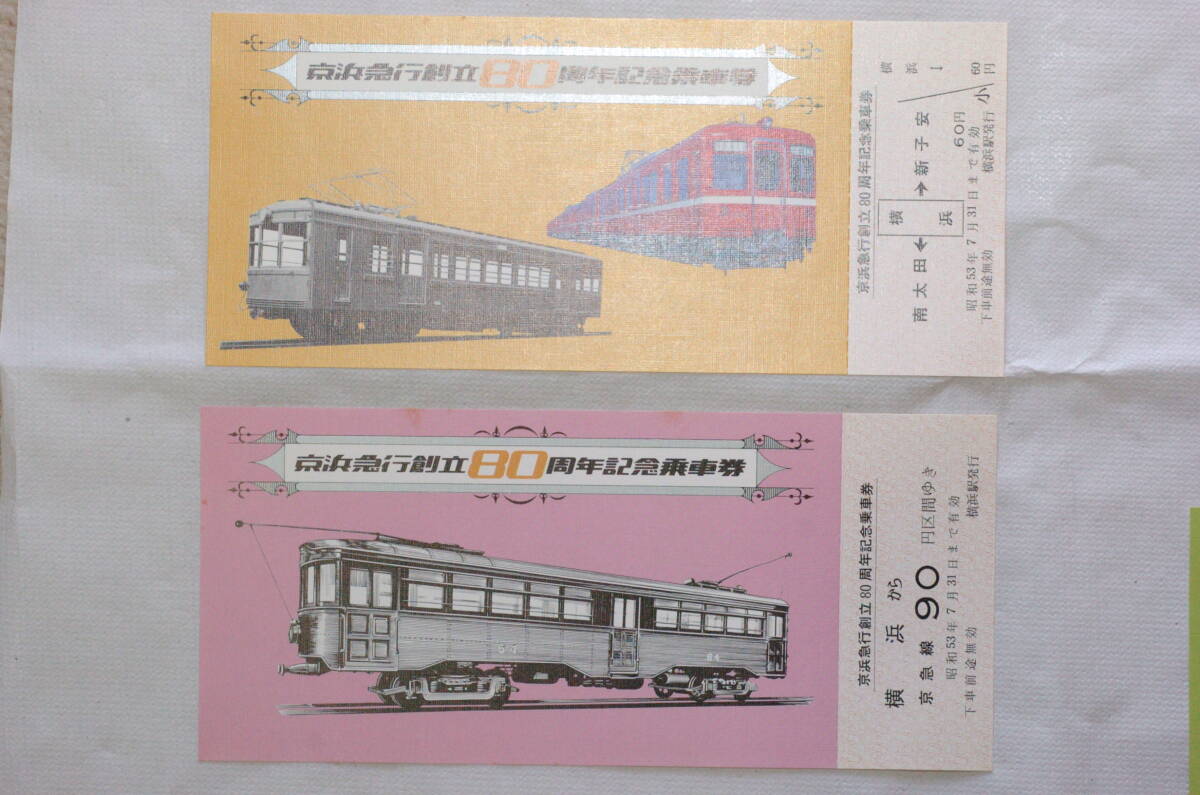 京浜急行創立80周年記念乗車券
京浜急行創立80周年記念乗車券
南太田←横浜→新子安
60円
昭和53年7月31日まで有効
下車前途無効
横浜駅発行
横浜
↓
60円
小
京浜急行創立80周年記念乗車券
57
64
京浜急行創立80周年記念乗車券
横浜から
京急線90円区間ゆき
昭和53年7月31日まで有効
下車前途無効
横浜駅発行